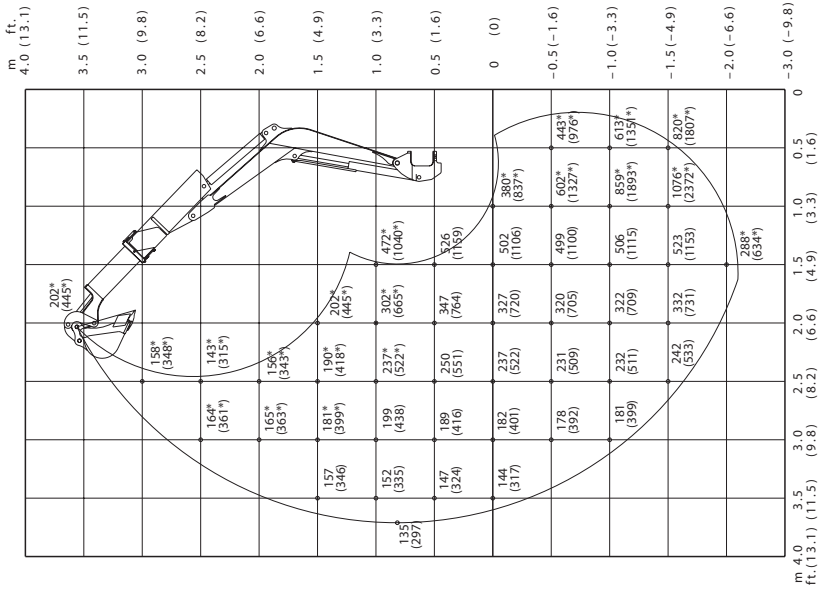 m ft.
4.0 (13.1)
202*
(445*)
3.5 (11.5)
3.0 (9.8)
158*
(348*)
2.5 (8.2)
164* 143*
(361*) (315*)
2.0 (6.6)
165* 156*
(363*) (343*)
1.5 (4.9)
157 181* 190* 202*
(346) (399*) (418*) (445*)
1.0 (3.3)
152 199 237* 302* 472*
(335) (438) (522*) (665*) (1040*)
135
(297)
0.5 (1.6)
147 189 250 347 526
(324) (416) (551) (764) (1159)
0 (0)
144 182 237 327 502 380*
(317) (401) (522) (720) (1106) (837*)
-0.5 (-1.6)
178 231 320 499 602* 443*
(392) (509) (705) (1100) (1327*) (976*)
-1.0 (-3.3)
181 232 322 506 859* 613*
(399) (511) (709) (1115) (1893*) (1351*)
-1.5 (-4.9)
242 332 523 1076* 820*
(533) (731) (1153) (2372*) (1807*)
-2.0 (-6.6)
288*
(634*)
-3.0 (-9.8)
m 4.0 3.5 3.0 2.5 2.0 1.5 1.0 0.5 0
ft.(13.1) (11.5) (9.8) (8.2) (6.6) (4.9) (3.3) (1.6)